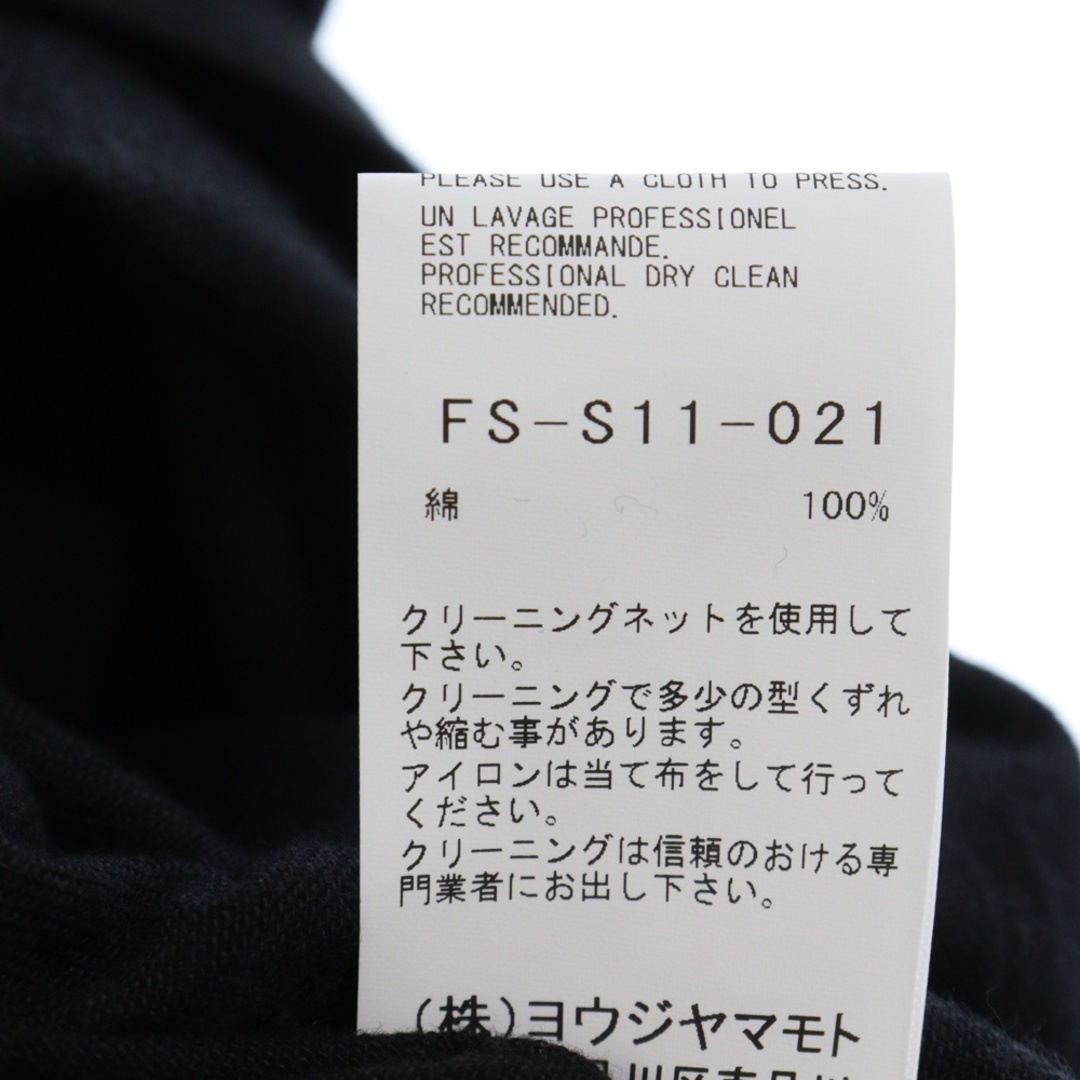 PLEASE USE A CLOTH TO PRESS.
UN LAVAGE PROFESSIONEL
EST RECOMMANDE.
PROFESSIONAL DRY CLEAN
RECOMMENDED.
FS-S11-021
綿 100%
クリーニングネットを使用して
下さい。
クリーニングで多少の型くずれ
や縮む事があります。
アイロンは当て布をして行って
ください。
クリーニングは信頼のおける専
門業者にお出し下さい。
(株)ヨウジヤマモト